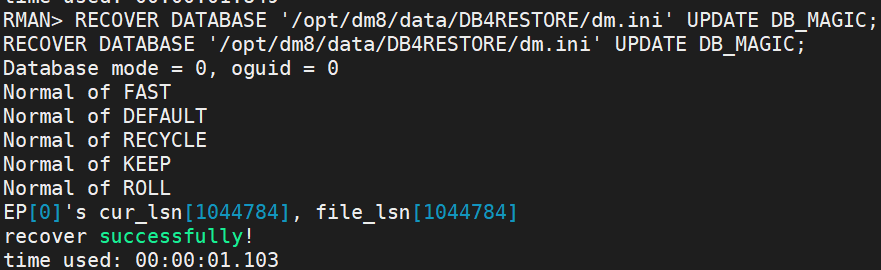 RMAN> RECOVER DATABASE '/opt/dm8/data/DB4RESTORE/dm.ini' UPDATE DB_MAGIC;
RECOVER DATABASE '/opt/dm8/data/DB4RESTORE/dm.ini' UPDATE DB_MAGIC;
Database mode = 0, oguid = 0
Normal of FAST
Normal of DEFAULT
Normal of RECYCLE
Normal of KEEP
Normal of ROLL
EP[0]'s cur_lsn[1044784], file_lsn[1044784]
recover successfully!
time used: 00:00:01.103